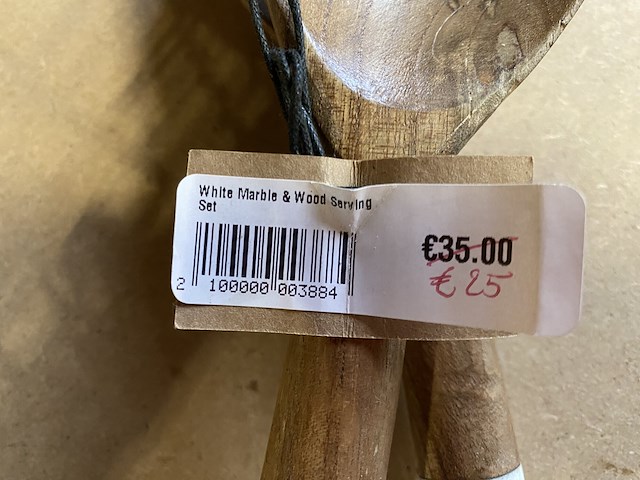 White Marble & Wood Serving
Set
€35.00
€25
2 100000 003884